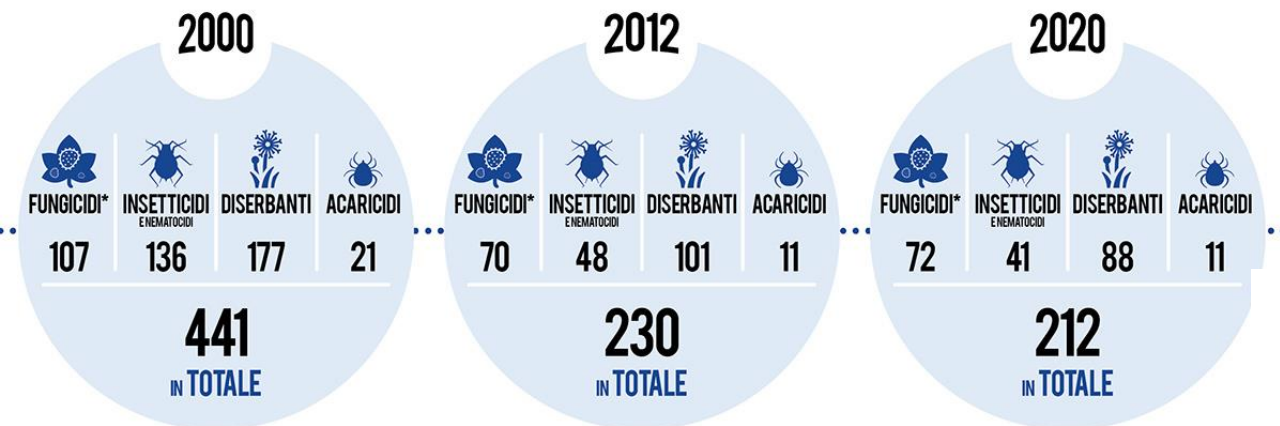 2000
FUNGICIDI* INSETTICIDI DISERBANTI ACARICIDI
E NEMATOCIDI
107 136 177 21
441
IN TOTALE
2012
FUNGICIDI* INSETTICIDI DISERBANTI ACARICIDI
E NEMATOCIDI
70 48 101 11
230
IN TOTALE
2020
FUNGICIDI* INSETTICIDI DISERBANTI ACARICIDI
E NEMATOCIDI
72 41 88 11
212
IN TOTALE